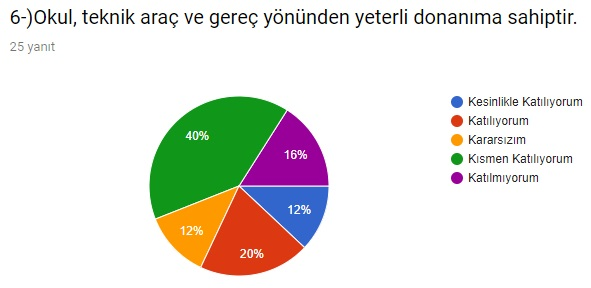 6-)Okul, teknik araç ve gereç yönünden yeterli donanıma sahiptir.
25 yanıt
Kesinlikle Katılıyorum
Katılıyorum
Kararsızım
Kısmen Katılıyorum
Katılmıyorum
40%
16%
12%
12%
20%